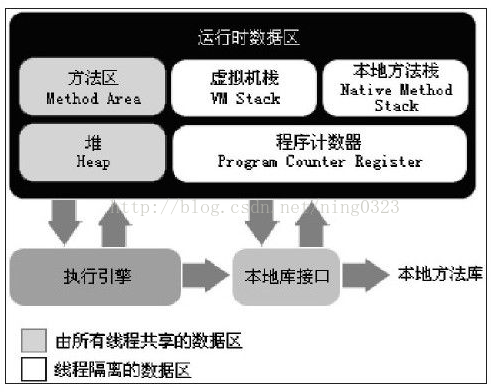 运行时数据区
方法区
Method Area
虚拟机栈
VM Stack
本地方法栈
Native Method
Stack
堆
Heap
程序计数器
Program Counter Register
http://blog.csdn.net/ning0323
执行引擎
本地库接口
本地方法库
由所有线程共享的数据区
线程隔离的数据区